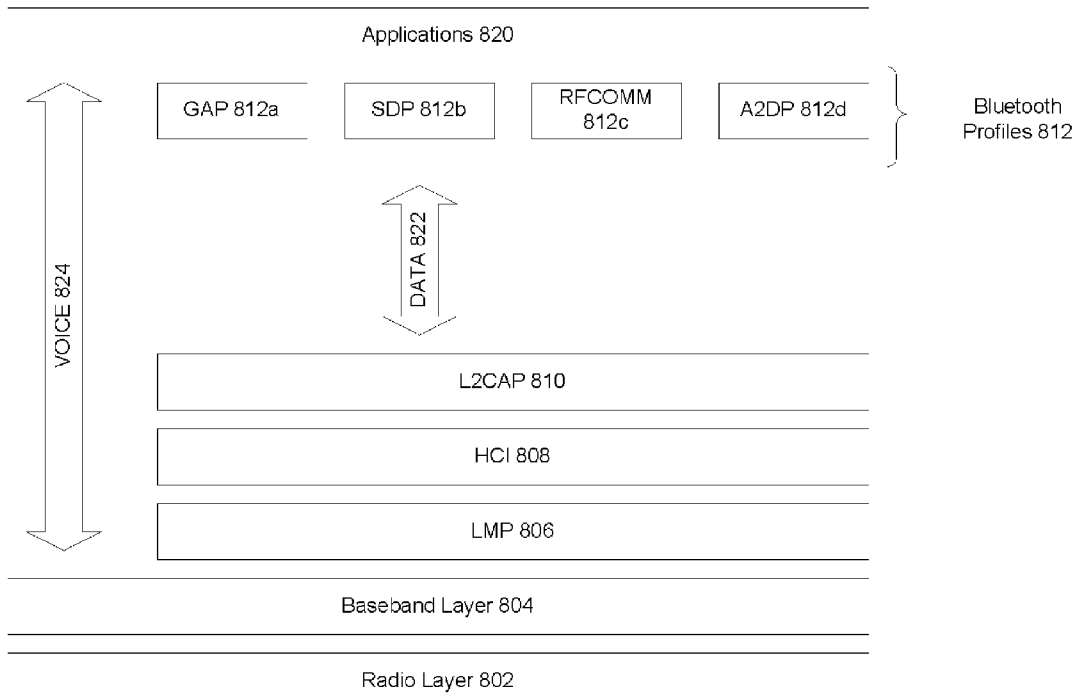 Applications 820
GAP 812a
SDP 812b
RFCOMM
812c
A2DP 812d
Bluetooth
Profiles 812
VOICE 824
DATA 822
L2CAP 810
HCI 808
LMP 806
Baseband Layer 804
Radio Layer 802